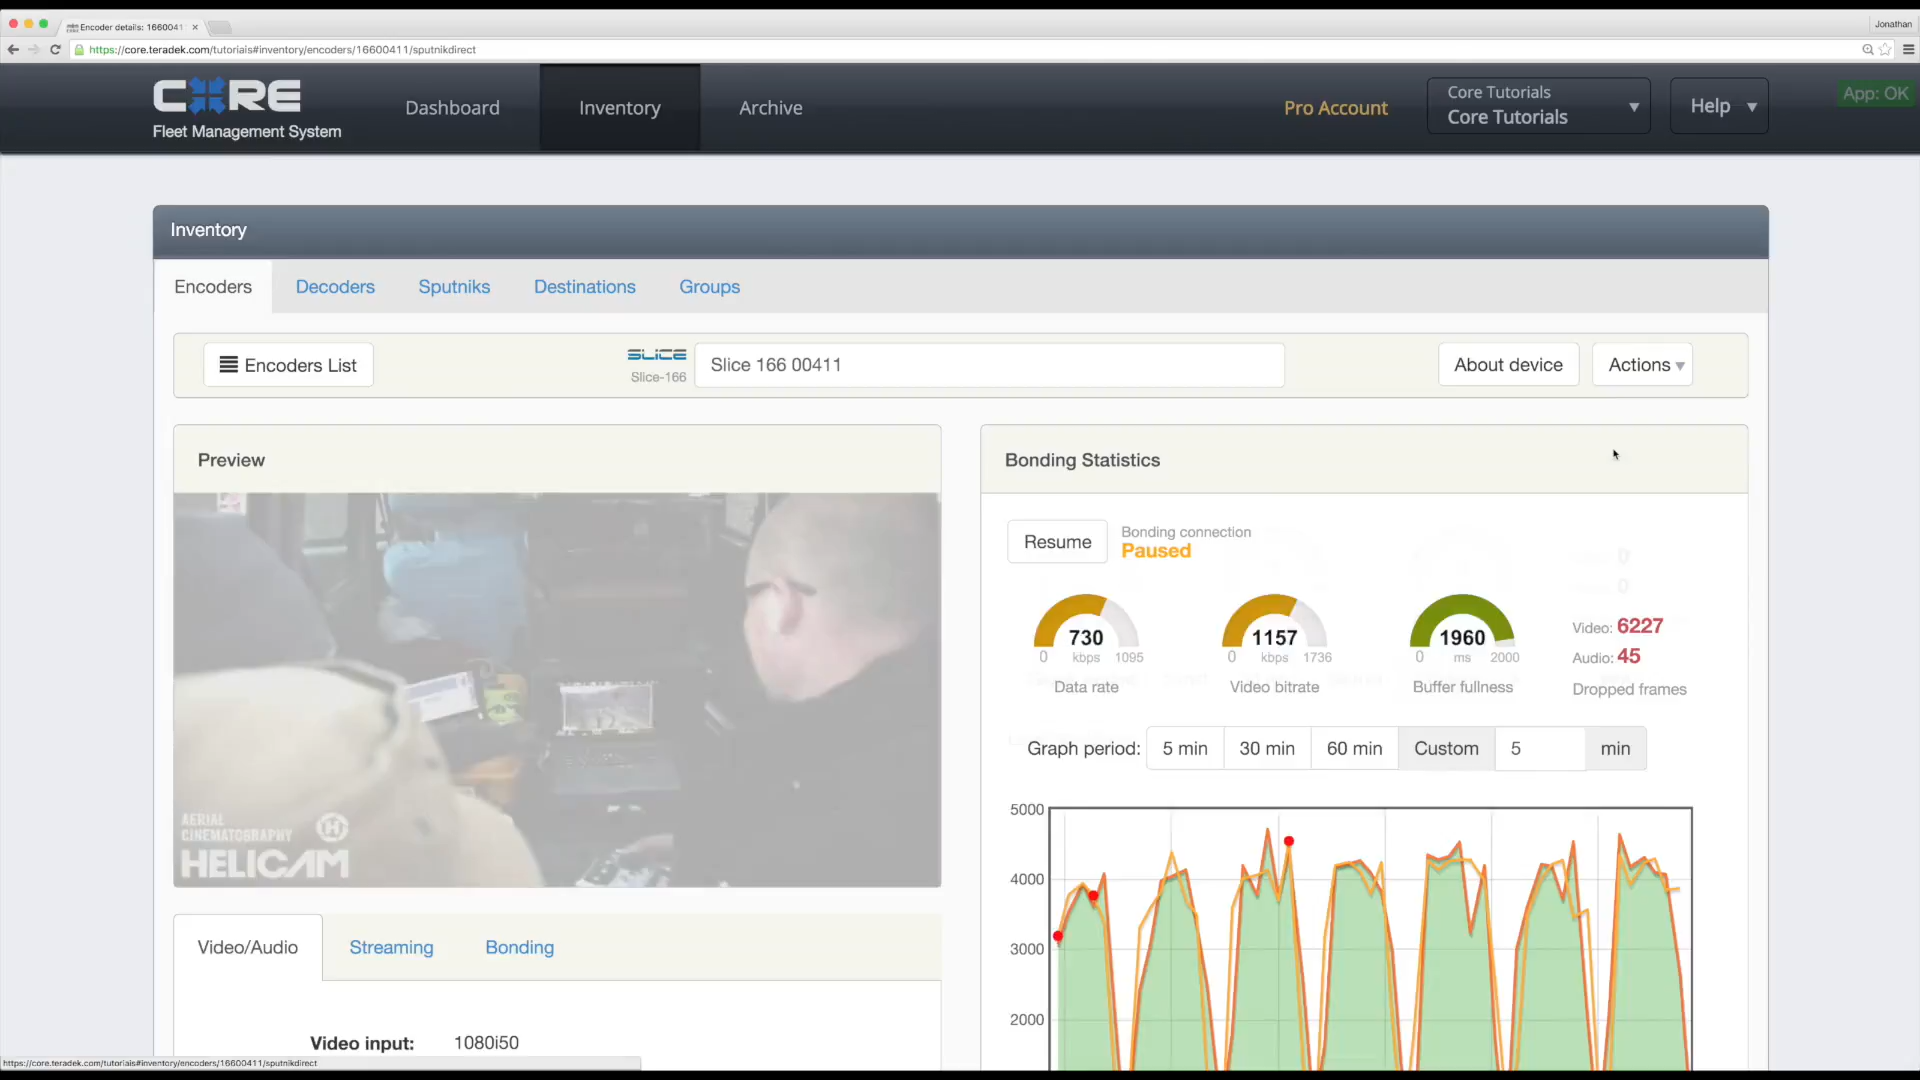 Encoder details: 1660041
Jonathan
https://core.teradek.com/tutorials#inventory/encoders/16600411/sputnikdirect
CORE
Fleet Management System
Dashboard
Inventory
Archive
Pro Account
Core Tutorials
Core Tutorials
Help
App: OK
Inventory
Encoders
Decoders
Sputniks
Destinations
Groups
Encoders List
SLICE
Slice-166
Slice 166 00411
About device
Actions
Preview
Bonding Statistics
AERIAL
CINEMATOGRAPHY
H
HELICAM
Resume
Bonding connection
Paused
0
0
730
0 kbps 1095
Data rate
1157
0 kbps 1736
Video bitrate
1960
0 ms 2000
Buffer fullness
Video: 6227
Audio: 45
Dropped frames
Graph period: 5 min 30 min 60 min Custom 5 min
5000
4000
3000
2000
Video/Audio
Streaming
Bonding
Video input: 1080i50
https://core.teradek.com/tutorials#inventory/encoders/16600411/sputnikdirect